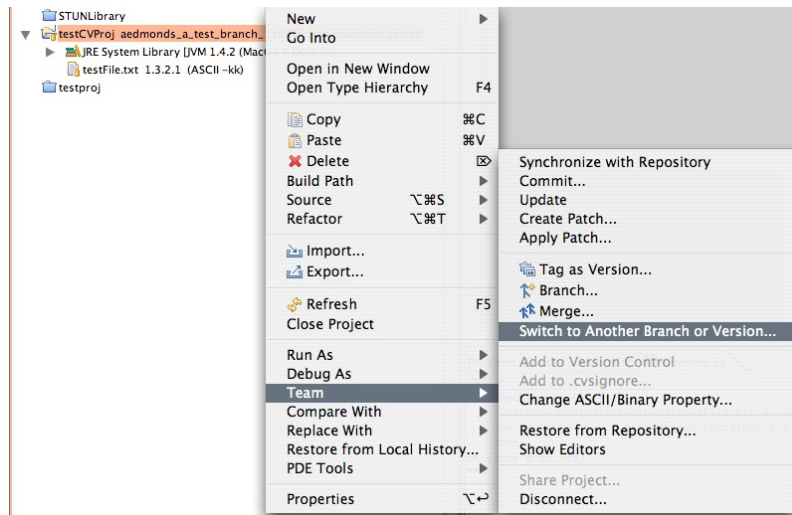 STUNLibrary
testCVProj aedmonds_a_test_branch_
JRE System Library [JVM 1.4.2 (Mac
testFile.txt 1.3.2.1 (ASCII -kk)
testproj
New
Go Into
Open in New Window
Open Type Hierarchy F4
Copy ⌘C
Paste ⌘V
Delete ⌦
Build Path
Source ⌥⌘S
Refactor ⌥⌘T
Import...
Export...
Refresh F5
Close Project
Run As
Debug As
Team
Compare With
Replace With
Restore from Local History...
PDE Tools
Properties ⌥↩
Synchronize with Repository
Commit...
Update
Create Patch...
Apply Patch...
Tag as Version...
Branch...
Merge...
Switch to Another Branch or Version...
Add to Version Control
Add to .cvsignore...
Change ASCII/Binary Property...
Restore from Repository...
Show Editors
Share Project...
Disconnect...